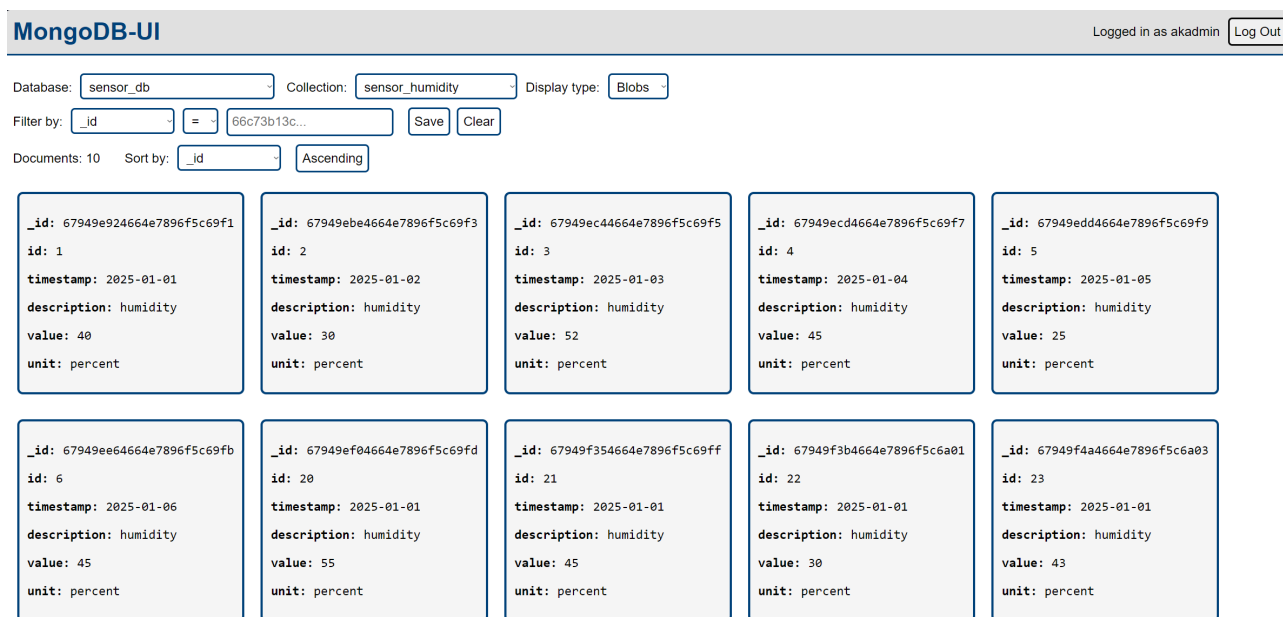 MongoDB-UI
Logged in as akadmin Log Out
Database: sensor_db Collection: sensor_humidity Display type: Blobs
Filter by: _id = 66c73b13c... Save Clear
Documents: 10 Sort by: _id Ascending
_id: 67949e924664e7896f5c69f1
id: 1
timestamp: 2025-01-01
description: humidity
value: 40
unit: percent
_id: 67949ebe4664e7896f5c69f3
id: 2
timestamp: 2025-01-02
description: humidity
value: 30
unit: percent
_id: 67949ec44664e7896f5c69f5
id: 3
timestamp: 2025-01-03
description: humidity
value: 52
unit: percent
_id: 67949ecd4664e7896f5c69f7
id: 4
timestamp: 2025-01-04
description: humidity
value: 45
unit: percent
_id: 67949edd4664e7896f5c69f9
id: 5
timestamp: 2025-01-05
description: humidity
value: 25
unit: percent
_id: 67949ee64664e7896f5c69fb
id: 6
timestamp: 2025-01-06
description: humidity
value: 45
unit: percent
_id: 67949ef04664e7896f5c69fd
id: 20
timestamp: 2025-01-01
description: humidity
value: 55
unit: percent
_id: 67949f354664e7896f5c69ff
id: 21
timestamp: 2025-01-01
description: humidity
value: 45
unit: percent
_id: 67949f3b4664e7896f5c6a01
id: 22
timestamp: 2025-01-01
description: humidity
value: 30
unit: percent
_id: 67949f4a4664e7896f5c6a03
id: 23
timestamp: 2025-01-01
description: humidity
value: 43
unit: percent